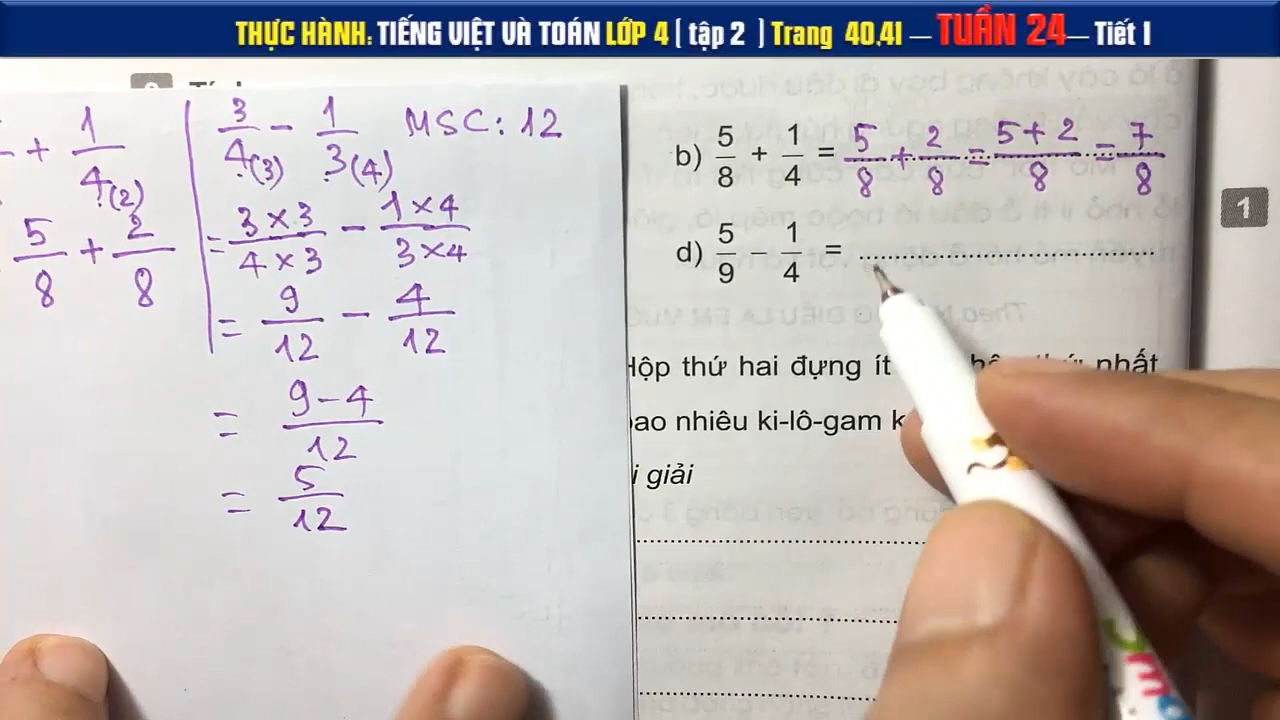 THỰC HÀNH: TIẾNG VIỆT VÀ TOÁN LỚP 4 ( tập 2 ) Trang 40,41 — TUẦN 24— Tiết 1
+ 1/4(2)
5/8 + 2/8
3/4(3) - 1/3(4) MSC: 12
= 3 x 3/4 x 3 - 1 x 4/3 x 4
= 9/12 - 4/12
= 9 - 4/12
= 5/12
b) 5/8 + 1/4 = 5/8 + 2/8 = 5 + 2/8 = 7/8
1
d) 5/9 - 1/4 = ..............................
Hộp thứ hai đựng ít nhất
bao nhiêu ki-lô-gam k
i giải